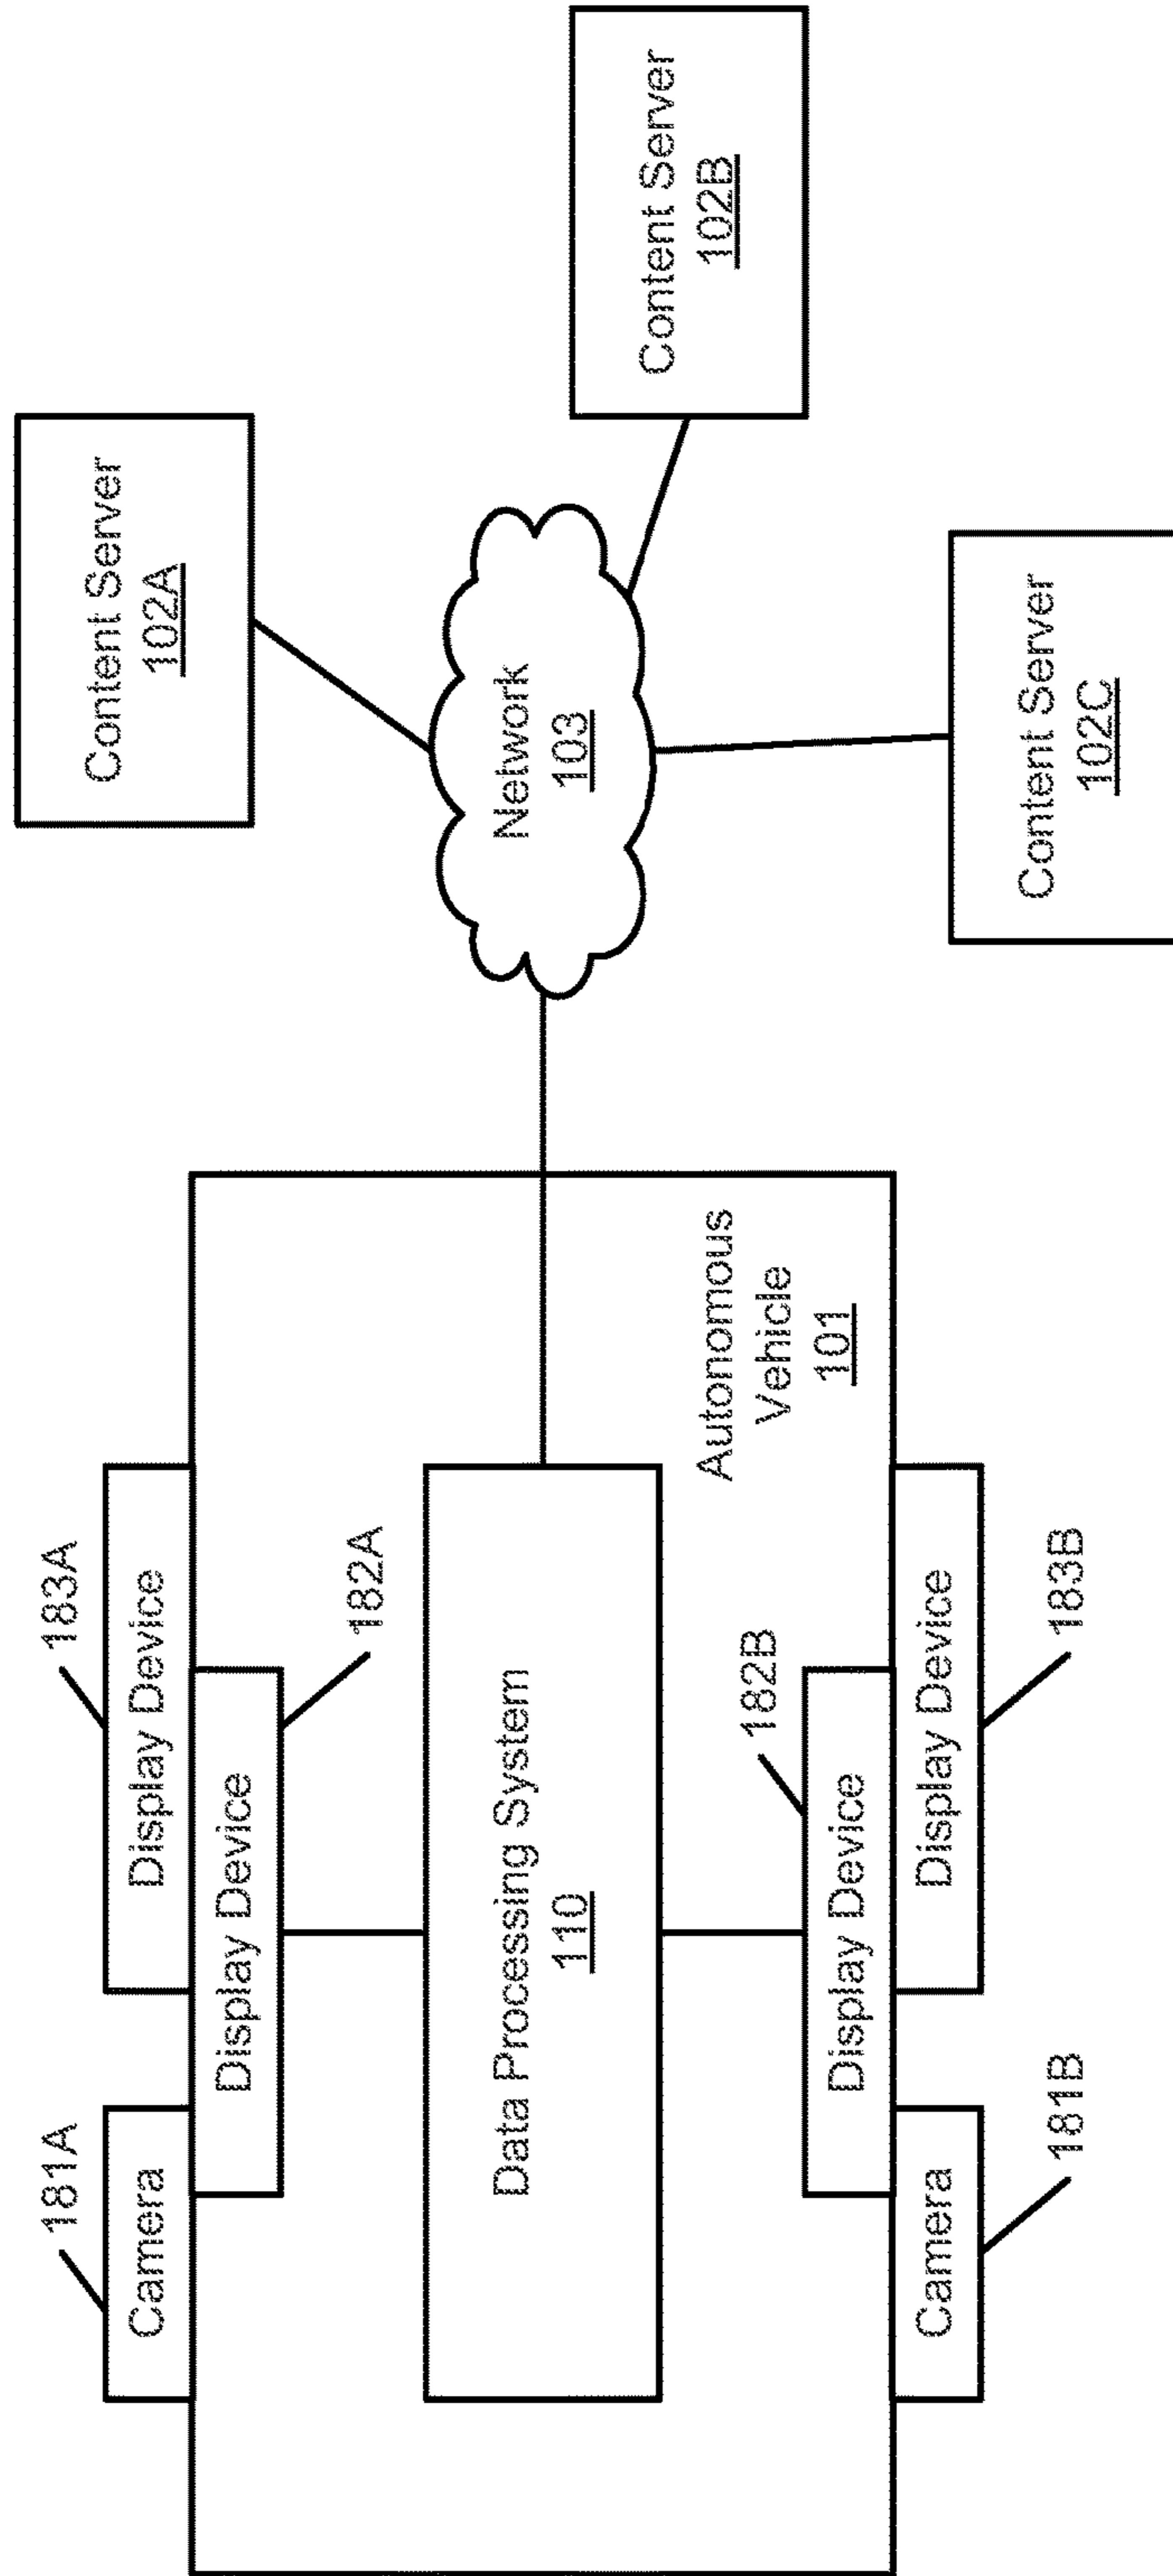 181A
Camera
183A
Display Device
Display Device
182A
Data Processing System
110
182B
Display Device
Display Device
183B
Camera
181B
Autonomous
Vehicle
101
Network
103
Content Server
102A
Content Server
102B
Content Server
102C